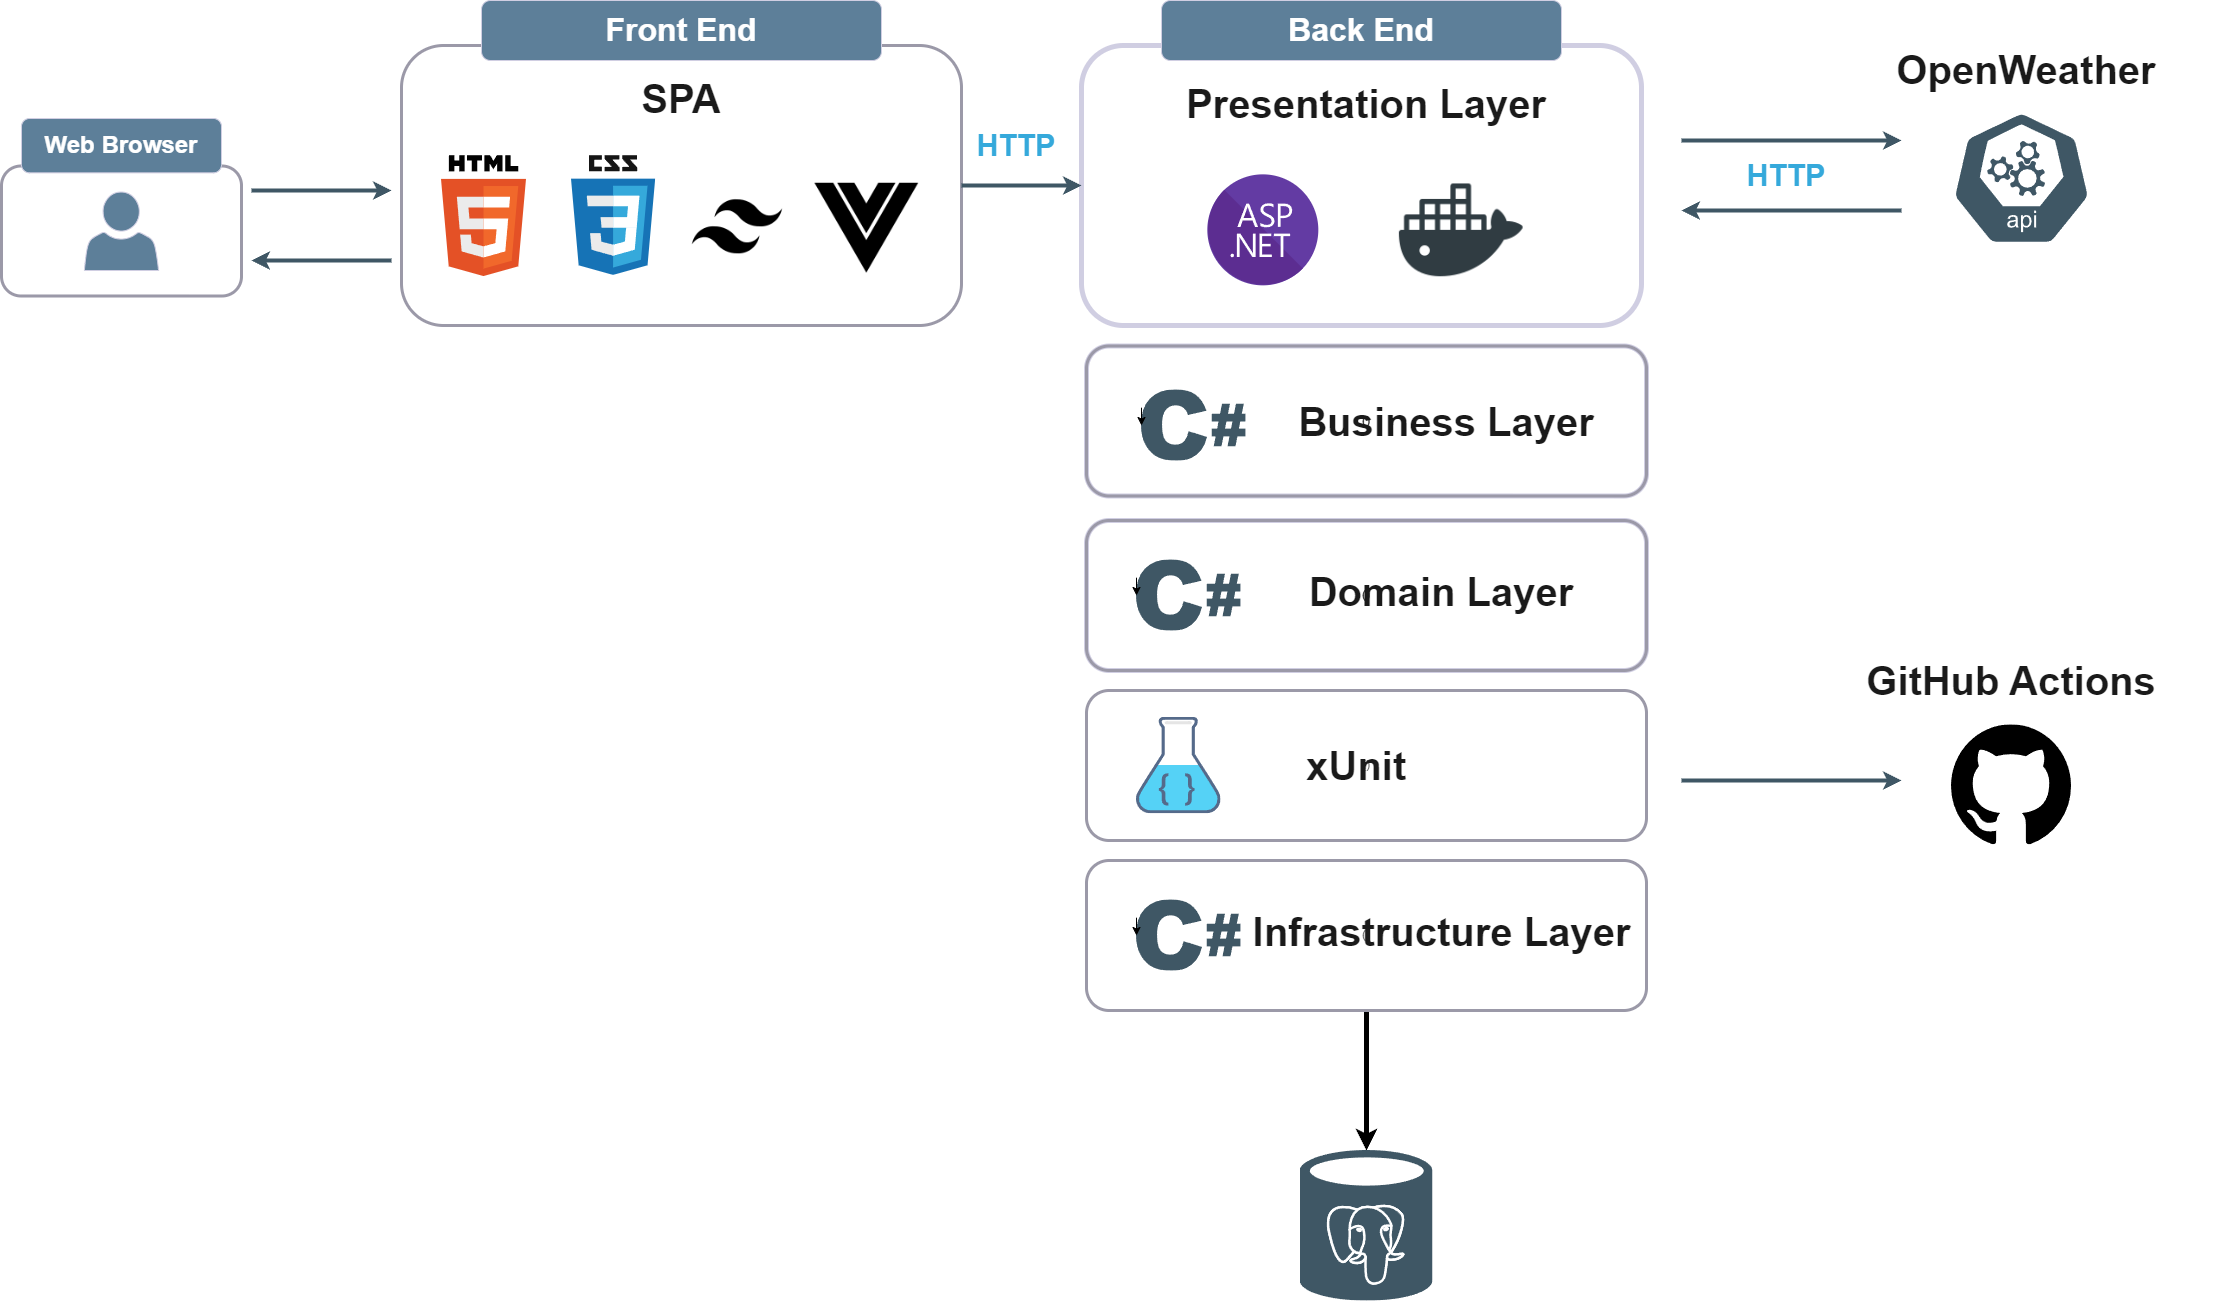 Front End
Back End
SPA
Presentation Layer
OpenWeather
Web Browser
HTML
CSS
HTTP
ASP
.NET
HTTP
api
C#
Business Layer
C#
Domain Layer
GitHub Actions
{ }
xUnit
C#
Infrastructure Layer